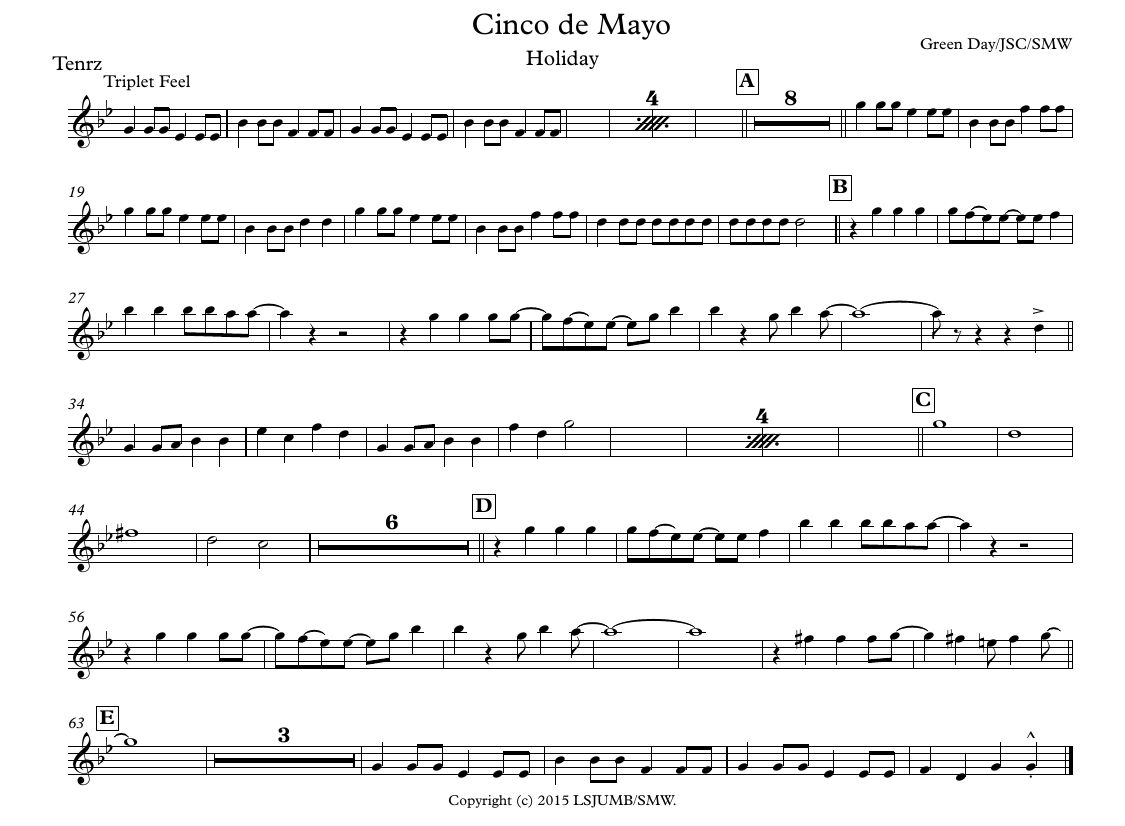 Cinco de Mayo
Holiday
Green Day/JSC/SMW
Tenrz
Triplet Feel
4
A
8
19
B
27
34
4
C
44
6
D
56
63
E
3
Copyright (c) 2015 LSJUMB/SMW.